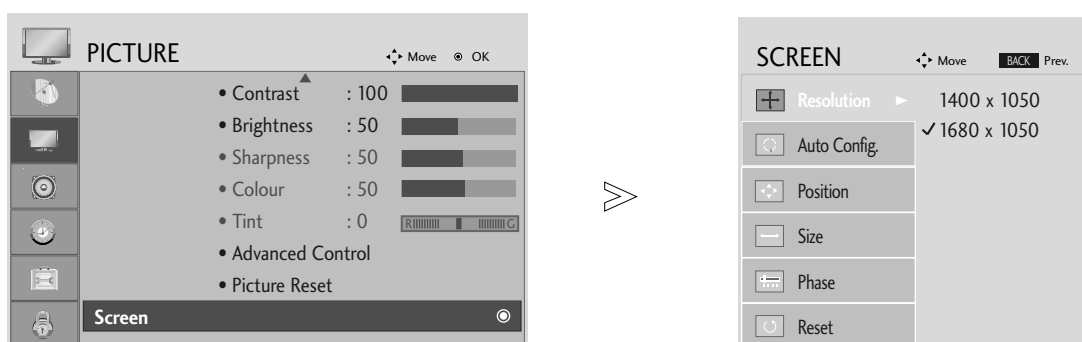 PICTURE Move OK
• Contrast : 100
• Brightness : 50
• Sharpness : 50
• Colour : 50
• Tint : 0 R G
• Advanced Control
• Picture Reset
Screen
SCREEN Move BACK Prev.
Resolution ► 1400 x 1050
✓ 1680 x 1050
Auto Config.
Position
Size
Phase
Reset